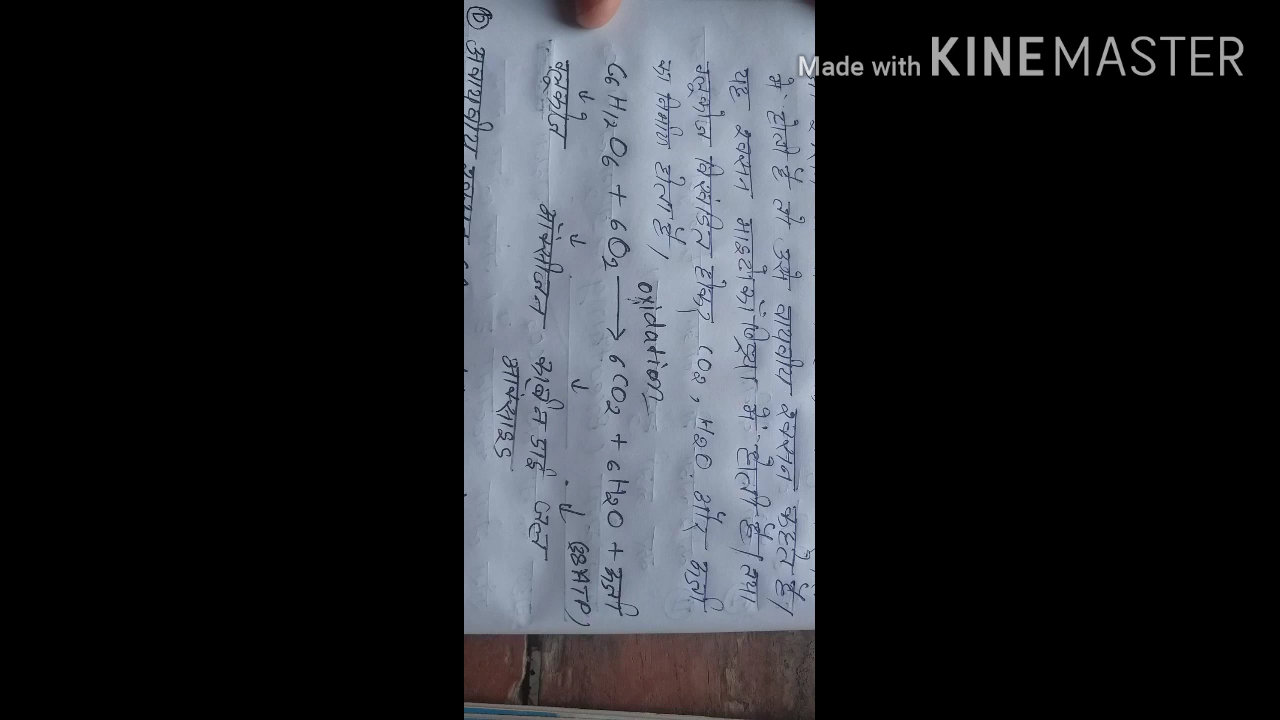 Made with KINEMASTER
में होती है तो उसे वायवीय श्वसन कहते हैं।
यह श्वसन माइटोकॉण्ड्रिया में होती है। तथा
ग्लूकोज विखंडित होकर CO2, H2O और ऊर्जा
का निर्माण होता है।
oxidation
C6H12O6 + 6O2 → 6CO2 + 6H2O + ऊर्जा
↓ ↓ ↓ ↓ (38ATP)
ग्लूकोज ऑक्सीजन कार्बन डाई जल
ऑक्साइड
(b) अवायवीय श्वसन